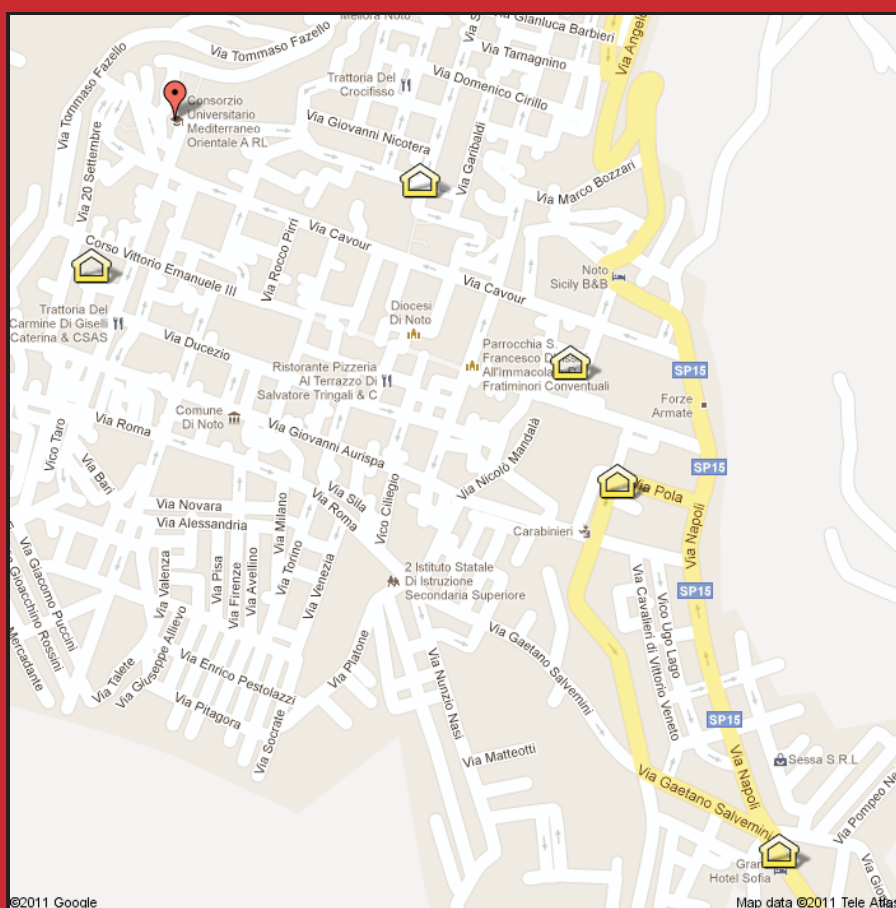 Mellora Noto
Via Gianluca Barbieri
Via Angelo
Via Tommaso Fazello
Via Tamagnino
Via Tommaso Fazello
Trattoria Del
Crocifisso
Via Domenico Cirillo
Consorzio
Universitario
Mediterraneo
Orientale A RL
Via Giovanni Nicotera
Via Garibaldi
Via 20 Settembre
Via Marco Bozzari
Corso Vittorio Emanuele III
Via Rocco Pirri
Via Cavour
Via Cavour
Noto
Sicily B&B
Trattoria Del
Carmine Di Giselli
Caterina & CSAS
Diocesi
Di Noto
Via Ducezio
Parrocchia S.
Francesco
All'Immacola
Fratiminori Conventuali
Ristorante Pizzeria
Al Terrazzo Di
Salvatore Tringali & C
SP15
Forze
Armate
Comune
Di Noto
Via Roma
Via Giovanni Aurispa
Vico Taro
Via Bari
Via Nicolò Mandalà
SP15
Via Sila
Via Roma
Vico Ciliegio
Via Pola
Via Novara
Via Alessandria
Via Milano
Carabinieri
Via Napoli
Via Valenza
Via Pisa
Via Firenze
Via Avellino
Via Torino
Via Venezia
2 Istituto Statale
Di Istruzione
Secondaria Superiore
SP15
Via Giacomo Puccini
Via Gioacchino Rossini
Mercadante
Via Cavalieri di Vittorio Veneto
Vico Ugo Lago
Via Talete
Via Giuseppe Allievo
Via Enrico Pestolazzi
Via Platone
Via Gaetano Salvemini
Via Nunzio Nasi
Via Pitagora
Via Socrate
SP15
Via Matteotti
Via Napoli
Sessa S.R.L
Via Gaetano Salvemini
Via Pompeo Ne
Gran
Hotel Sofia
Via Gio
©2011 Google
Map data ©2011 Tele Atla